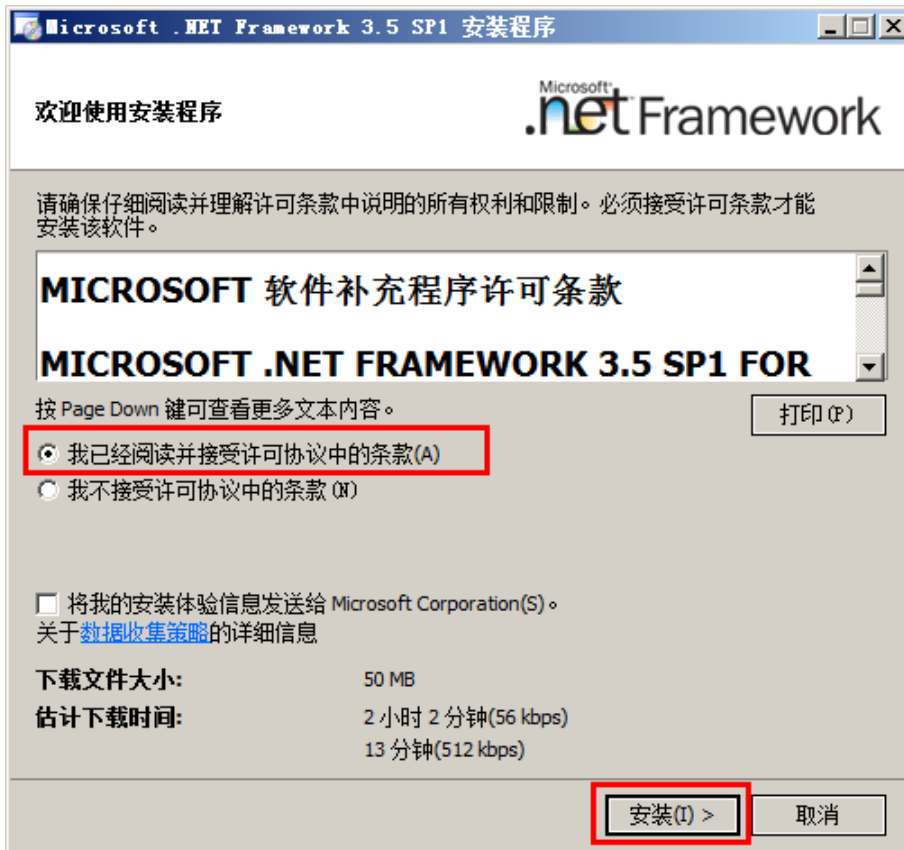 Microsoft .NET Framework 3.5 SP1 安装程序
欢迎使用安装程序
Microsoft
.net Framework
请确保仔细阅读并理解许可条款中说明的所有权利和限制。必须接受许可条款才能
安装该软件。
MICROSOFT 软件补充程序许可条款
MICROSOFT .NET FRAMEWORK 3.5 SP1 FOR
按 Page Down 键可查看更多文本内容。
打印(P)
我已经阅读并接受许可协议中的条款(A)
我不接受许可协议中的条款(N)
将我的安装体验信息发送给 Microsoft Corporation(S)。
关于数据收集策略的详细信息
下载文件大小: 50 MB
估计下载时间: 2 小时 2 分钟(56 kbps)
13 分钟(512 kbps)
安装(I) > 取消